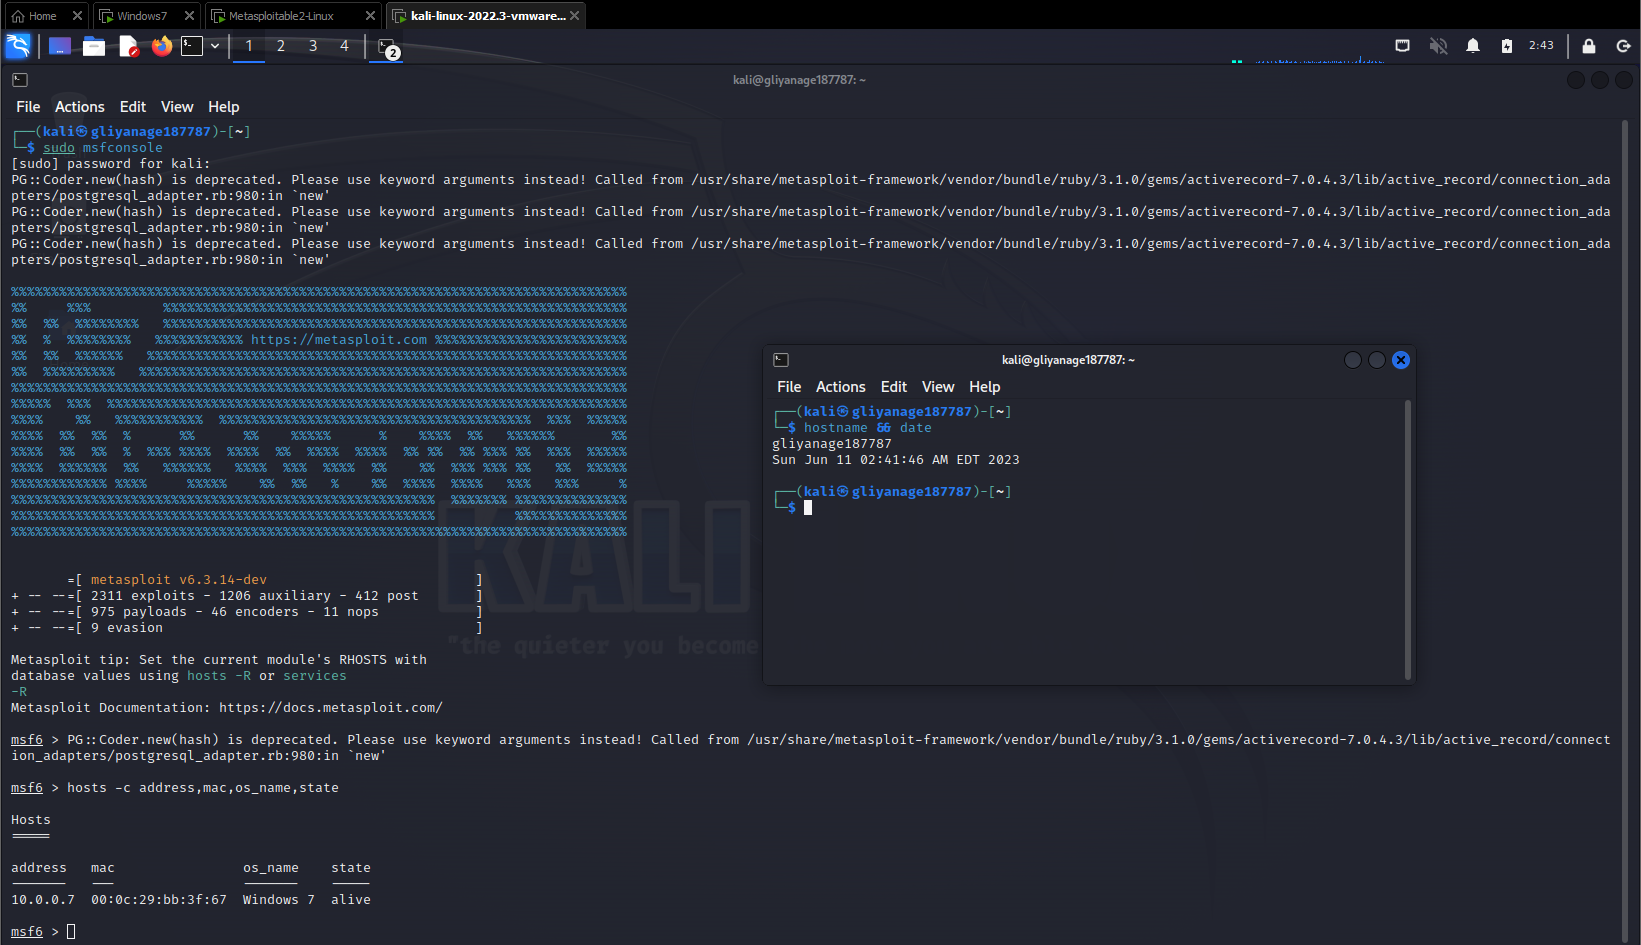 Home
Windows7
Metasploitable2-Linux
kali-linux-2022.3-vmware...
1 2 3 4
2
2:43
kali@gliyanage187787: ~
File Actions Edit View Help
┌──(kali㉿gliyanage187787)-[~]
└─$ sudo msfconsole
[sudo] password for kali:
PG::Coder.new(hash) is deprecated. Please use keyword arguments instead! Called from /usr/share/metasploit-framework/vendor/bundle/ruby/3.1.0/gems/activerecord-7.0.4.3/lib/active_record/connection_ada
pters/postgresql_adapter.rb:980:in `new'
PG::Coder.new(hash) is deprecated. Please use keyword arguments instead! Called from /usr/share/metasploit-framework/vendor/bundle/ruby/3.1.0/gems/activerecord-7.0.4.3/lib/active_record/connection_ada
pters/postgresql_adapter.rb:980:in `new'
PG::Coder.new(hash) is deprecated. Please use keyword arguments instead! Called from /usr/share/metasploit-framework/vendor/bundle/ruby/3.1.0/gems/activerecord-7.0.4.3/lib/active_record/connection_ada
pters/postgresql_adapter.rb:980:in `new'
https://metasploit.com
=[ metasploit v6.3.14-dev ]
+ -- --=[ 2311 exploits - 1206 auxiliary - 412 post ]
+ -- --=[ 975 payloads - 46 encoders - 11 nops ]
+ -- --=[ 9 evasion ]
Metasploit tip: Set the current module's RHOSTS with
database values using hosts -R or services
-R
Metasploit Documentation: https://docs.metasploit.com/
msf6 > PG::Coder.new(hash) is deprecated. Please use keyword arguments instead! Called from /usr/share/metasploit-framework/vendor/bundle/ruby/3.1.0/gems/activerecord-7.0.4.3/lib/active_record/connect
ion_adapters/postgresql_adapter.rb:980:in `new'
msf6 > hosts -c address,mac,os_name,state
Hosts
=====
address mac os_name state
------- --- ------- -----
10.0.0.7 00:0c:29:bb:3f:67 Windows 7 alive
msf6 >
kali@gliyanage187787: ~
File Actions Edit View Help
┌──(kali㉿gliyanage187787)-[~]
└─$ hostname && date
gliyanage187787
Sun Jun 11 02:41:46 AM EDT 2023
┌──(kali㉿gliyanage187787)-[~]
└─$
KALI
"the quieter you become